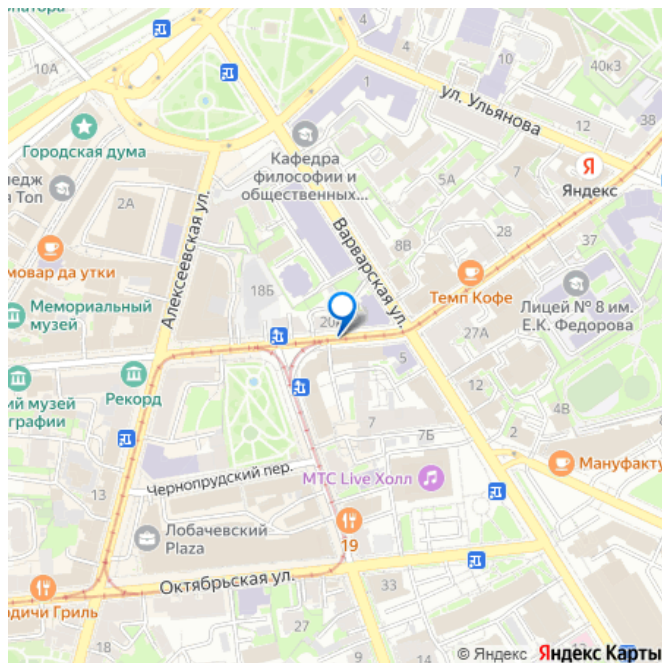 10А
4
1
10
40к3
ул. Ульянова
12
Городская дума
Кафедра
философии и
общественных...
7
Яндекс
5А
2А
Алексеевская ул.
Варварская ул.
28
37
8В
18Б
Темп Кофе
Лицей № 8 им.
Е.К. Федорова
Мемориальный
музей
27А
5
Рекорд
12
4В
7
7Б
2
Чернопрудский пер.
МТС Live Холл
13
Лобачевский
Plaza
19
Октябрьская ул.
33
18
9
© Яндекс Яндекс Карты